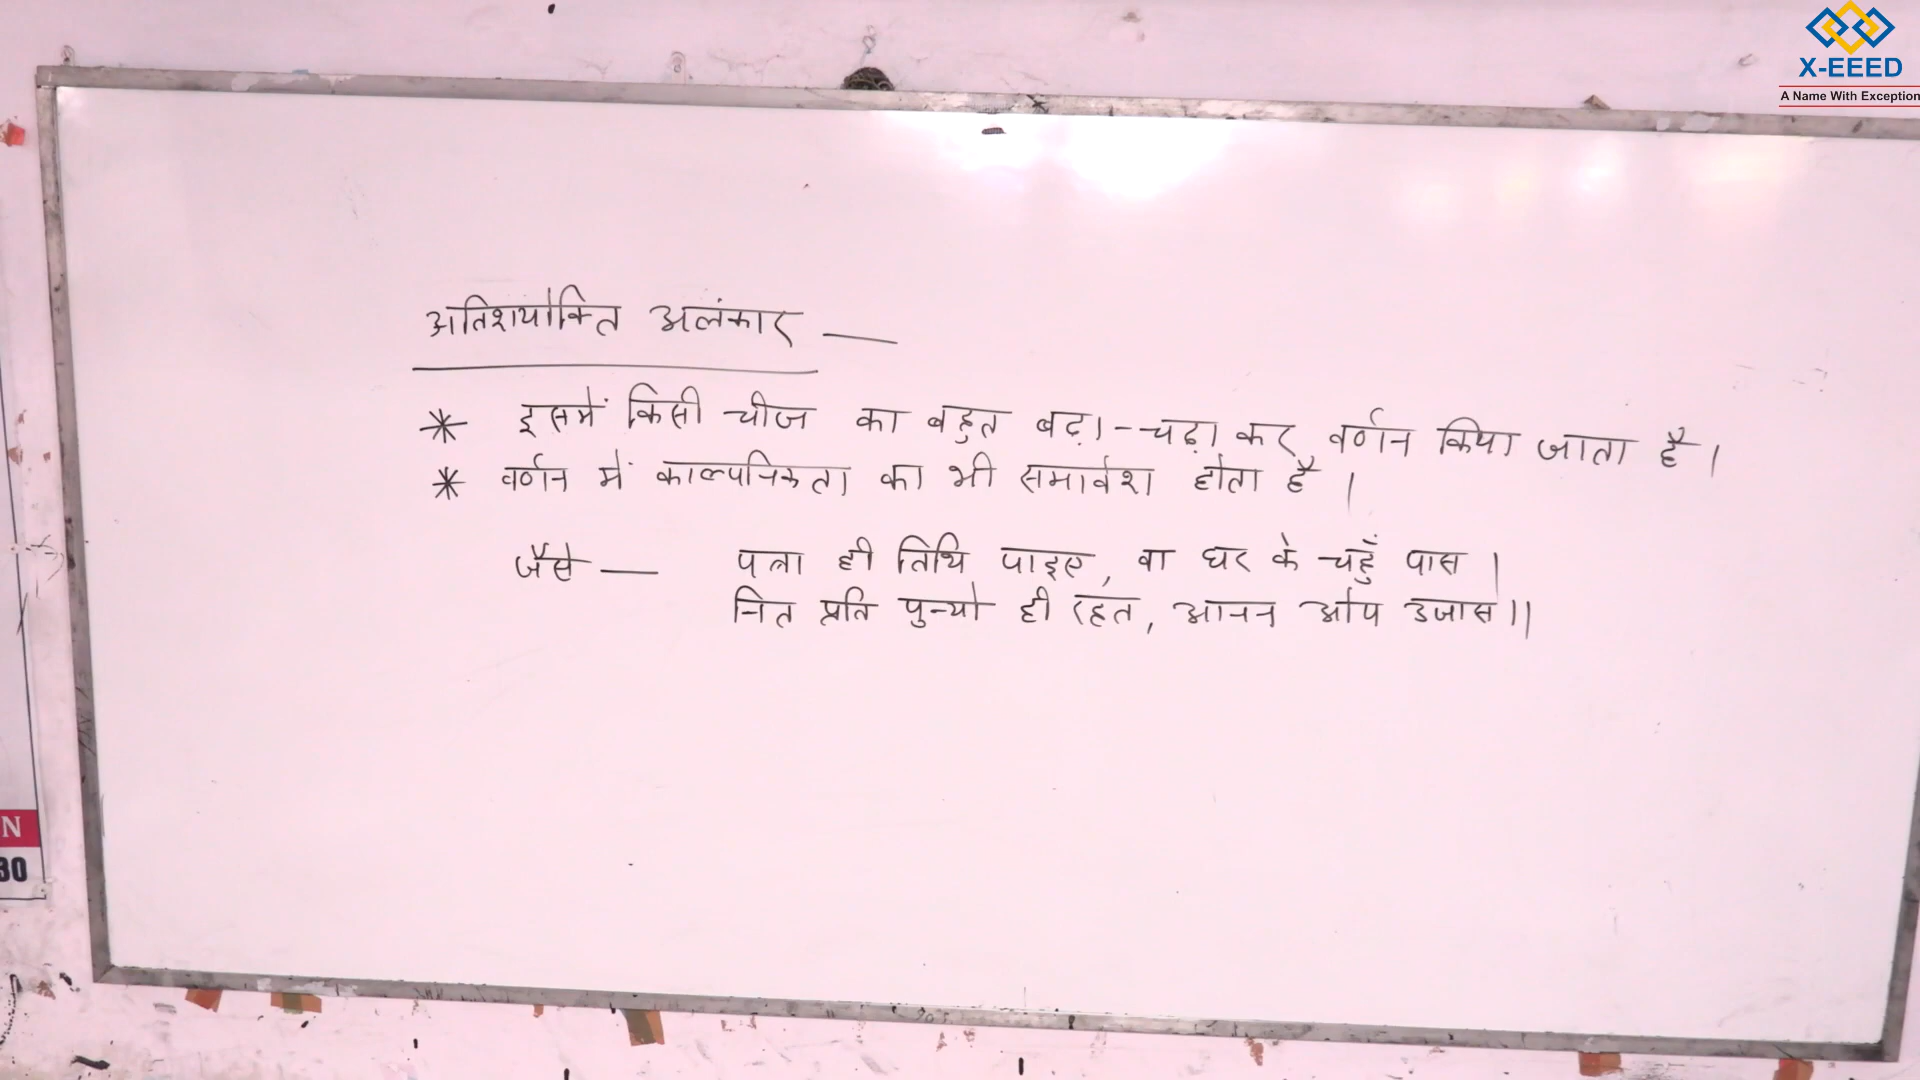 X-EEED
A Name With Exception
अतिशयोक्ति अलंकार —
* इसमें किसी चीज का बहुत बढ़ा-चढ़ा कर वर्णन किया जाता है।
* वर्णन में काल्पनिकता का भी समावेश होता है।
जैसे — पत्रा ही तिथि पाइए, वा घर के चहुँ पास।
नित प्रति पुन्यो ही रहत, आनन ओप उजास।।
N
30